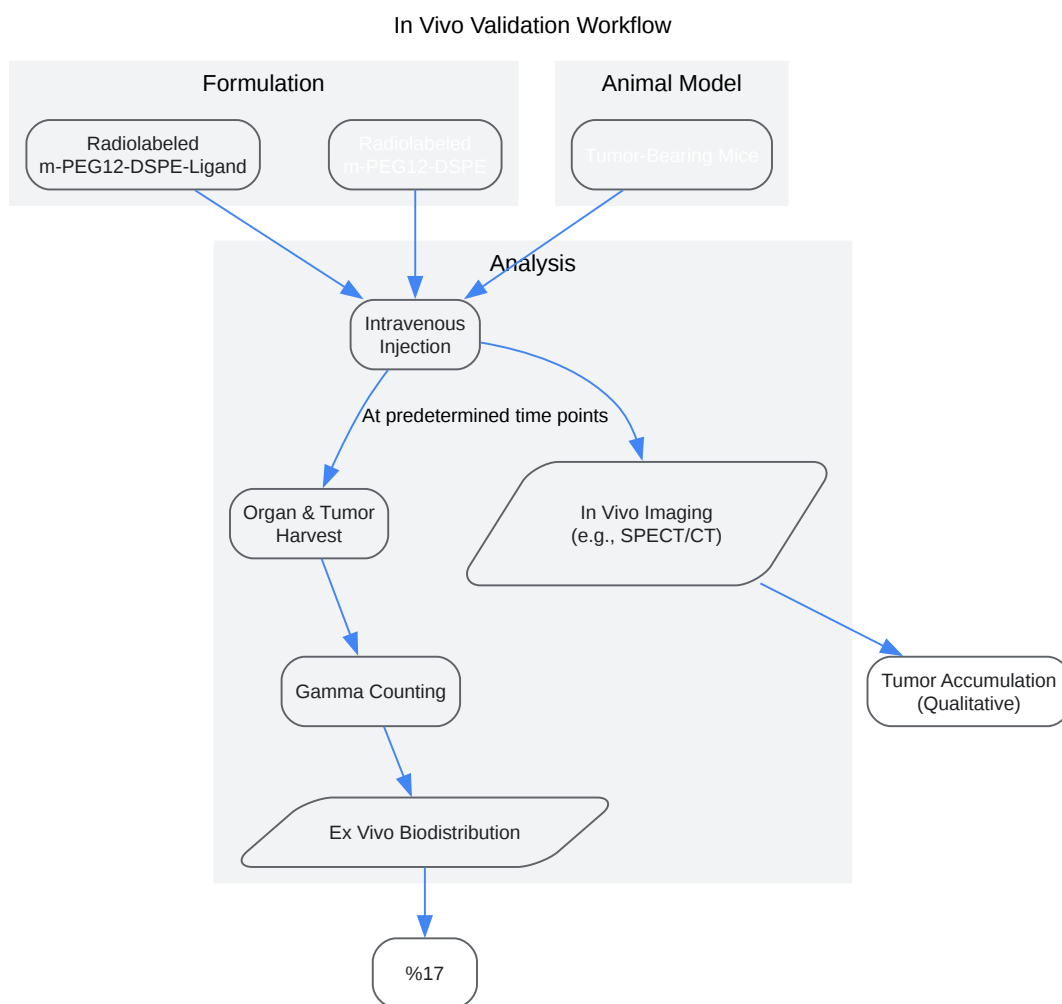 In Vivo Validation Workflow
Formulation
Animal Model
Radiolabeled
m-PEG12-DSPE-Ligand
Radiolabeled
m-PEG12-DSPE
Tumor-Bearing Mice
Analysis
Intravenous
Injection
At predetermined time points
Organ & Tumor
Harvest
In Vivo Imaging
(e.g., SPECT/CT)
Gamma Counting
Tumor Accumulation
(Qualitative)
Ex Vivo Biodistribution
%17